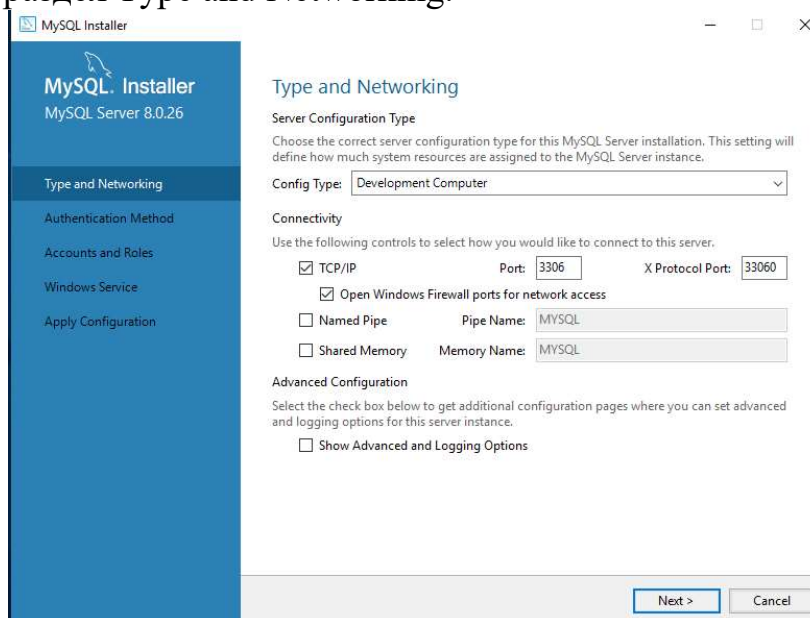 раздел Type and Networking.
MySQL Installer
MySQL. Installer
MySQL Server 8.0.26
Type and Networking
Authentication Method
Accounts and Roles
Windows Service
Apply Configuration
Type and Networking
Server Configuration Type
Choose the correct server configuration type for this MySQL Server installation. This setting will
define how much system resources are assigned to the MySQL Server instance.
Config Type: Development Computer
Connectivity
Use the following controls to select how you would like to connect to this server.
TCP/IP Port: 3306 X Protocol Port: 33060
Open Windows Firewall ports for network access
Named Pipe Pipe Name: MYSQL
Shared Memory Memory Name: MYSQL
Advanced Configuration
Select the check box below to get additional configuration pages where you can set advanced
and logging options for this server instance.
Show Advanced and Logging Options
Next > Cancel